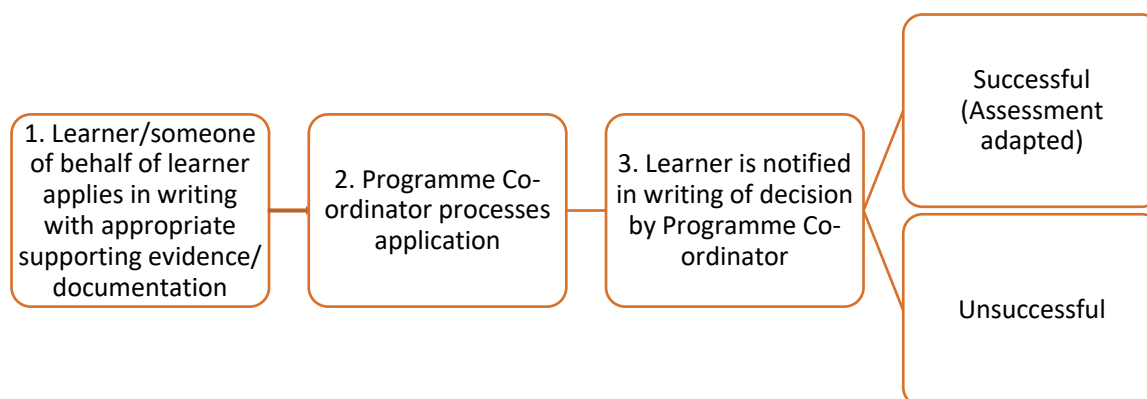 1. Learner/someone
of behalf of learner
applies in writing
with appropriate
supporting evidence/
documentation
2. Programme Co-
ordinator processes
application
3. Learner is notified
in writing of decision
by Programme Co-
ordinator
Successful
(Assessment
adapted)
Unsuccessful